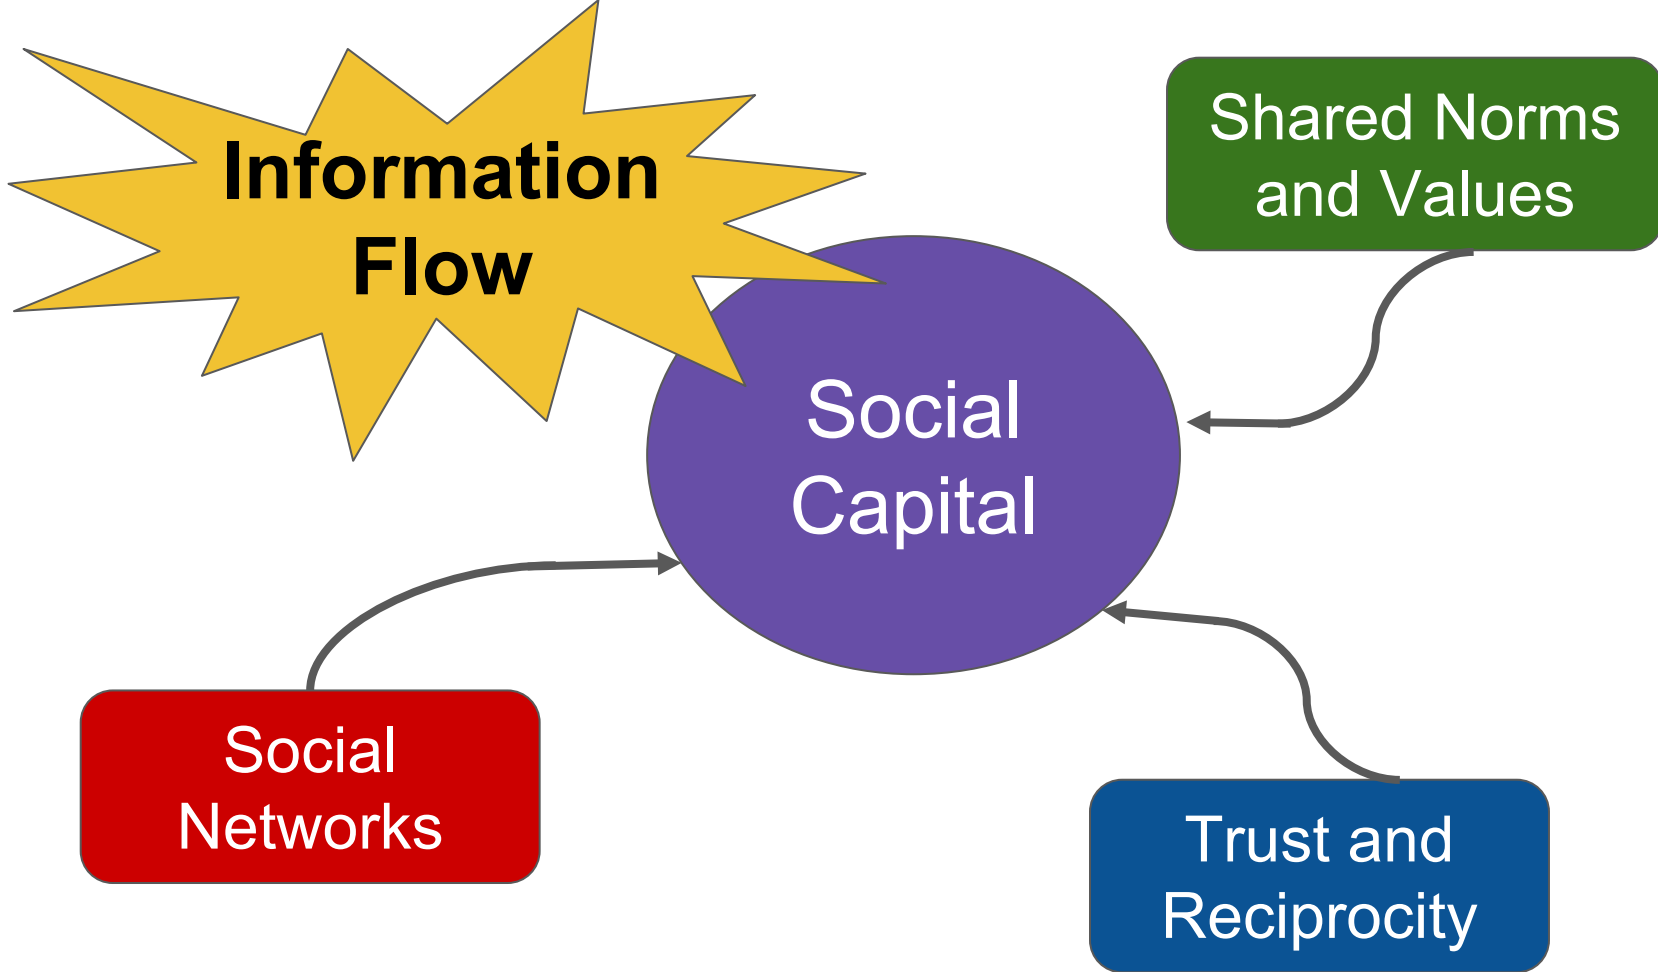 Information
Flow
Shared Norms
and Values
Social
Capital
Social
Networks
Trust and
Reciprocity